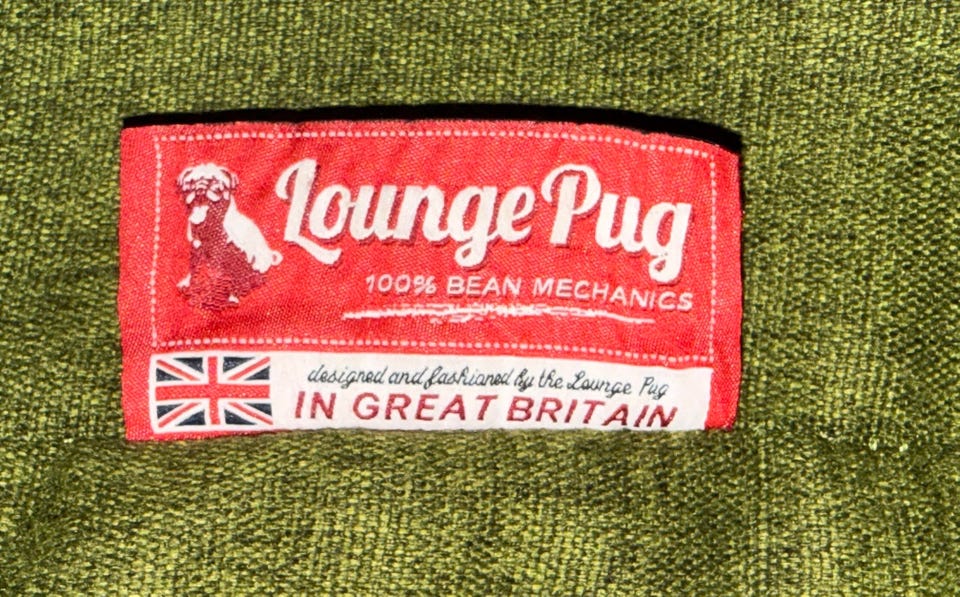 Lounge Pug
100% BEAN MECHANICS
designed and fashioned by the Lounge Pug
IN GREAT BRITAIN